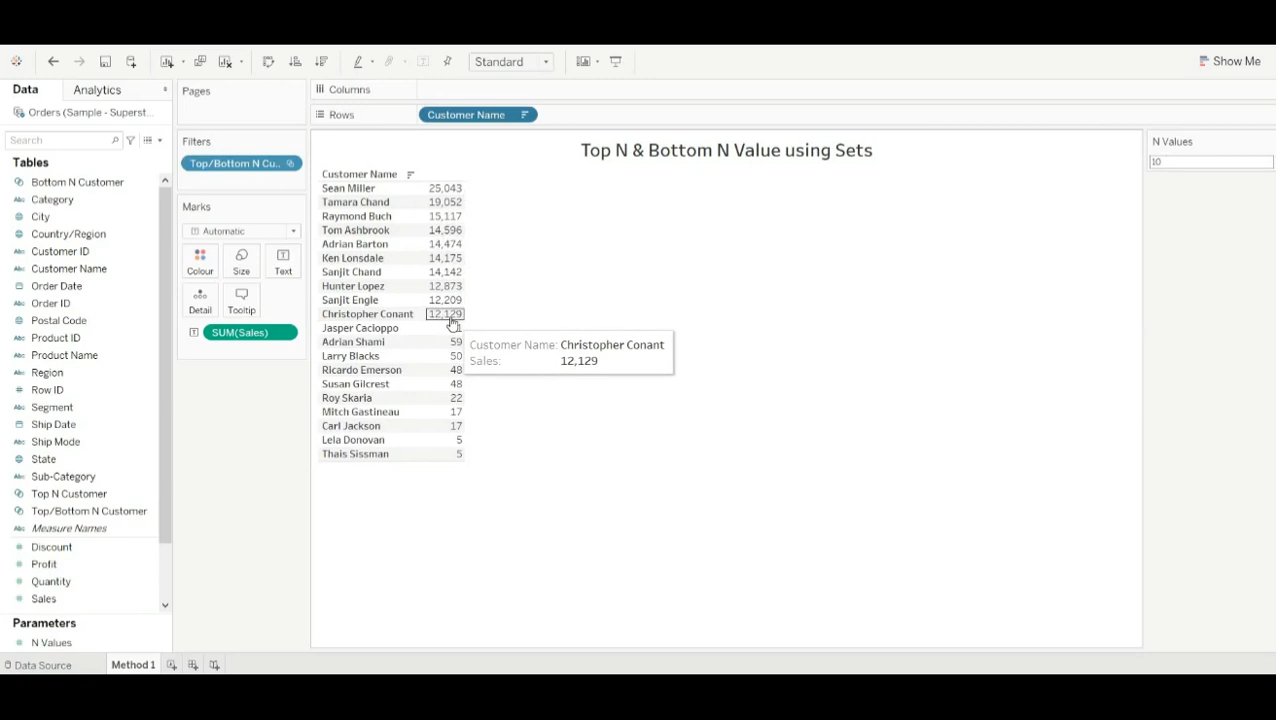 Standard
Show Me
Data
Analytics
Orders (Sample - Superst...
Search
Tables
Bottom N Customer
Category
City
Country/Region
Customer ID
Customer Name
Order Date
Order ID
Postal Code
Product ID
Product Name
Region
Row ID
Segment
Ship Date
Ship Mode
State
Sub-Category
Top N Customer
Top/Bottom N Customer
Measure Names
Discount
Profit
Quantity
Sales
Parameters
N Values
Pages
Filters
Top/Bottom N Cu..
Marks
Automatic
Colour
Size
Text
Detail
Tooltip
SUM(Sales)
Columns
Rows
Customer Name
Top N & Bottom N Value using Sets
Customer Name
Sean Miller 25,043
Tamara Chand 19,052
Raymond Buch 15,117
Tom Ashbrook 14,596
Adrian Barton 14,474
Ken Lonsdale 14,175
Sanjit Chand 14,142
Hunter Lopez 12,873
Sanjit Engle 12,209
Christopher Conant 12,129
Jasper Cacioppo
Adrian Shami 59
Larry Blacks 50
Ricardo Emerson 48
Susan Gilcrest 48
Roy Skaria 22
Mitch Gastineau 17
Carl Jackson 17
Lela Donovan 5
Thais Sissman 5
Customer Name: Christopher Conant
Sales: 12,129
N Values
10
Data Source
Method 1